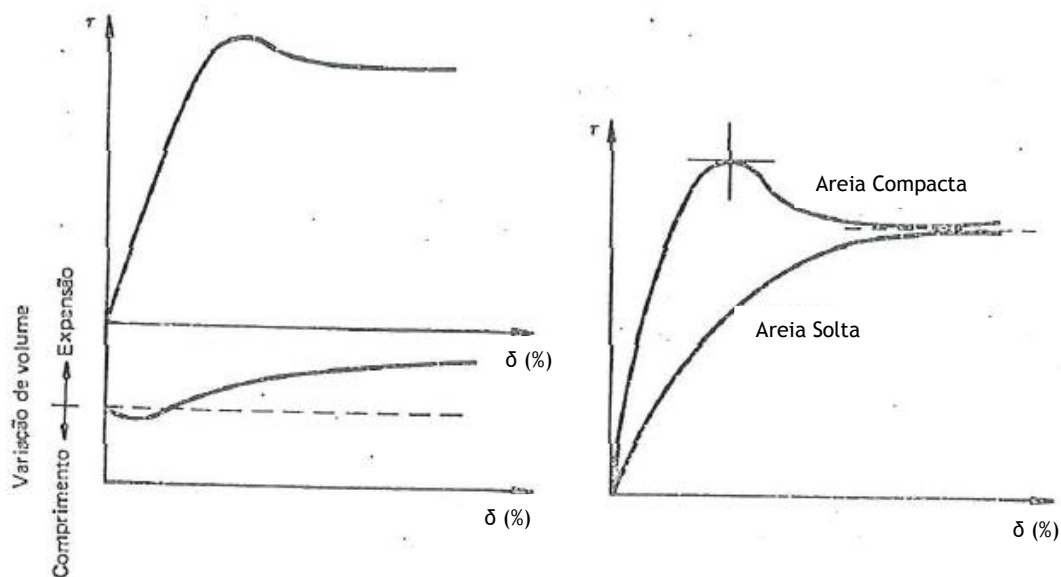 τ
δ (%)
Variação de volume
Comprimento
Expansão
δ (%)
τ
Areia Compacta
Areia Solta
δ (%)